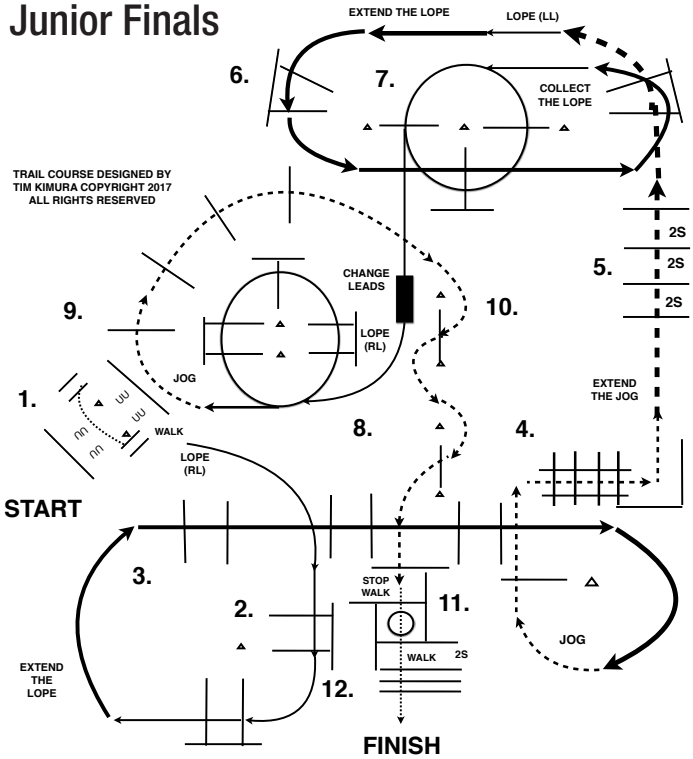 Junior Finals
EXTEND THE LOPE
LOPE (LL)
6.
7.
COLLECT
THE LOPE
TRAIL COURSE DESIGNED BY
TIM KIMURA COPYRIGHT 2017
ALL RIGHTS RESERVED
2S
5.
2S
2S
CHANGE
LEADS
9.
10.
LOPE
(RL)
JOG
EXTEND
THE JOG
1.
8.
4.
WALK
LOPE
(RL)
START
3.
STOP
WALK
2.
11.
JOG
WALK
2S
EXTEND
THE
LOPE
12.
FINISH